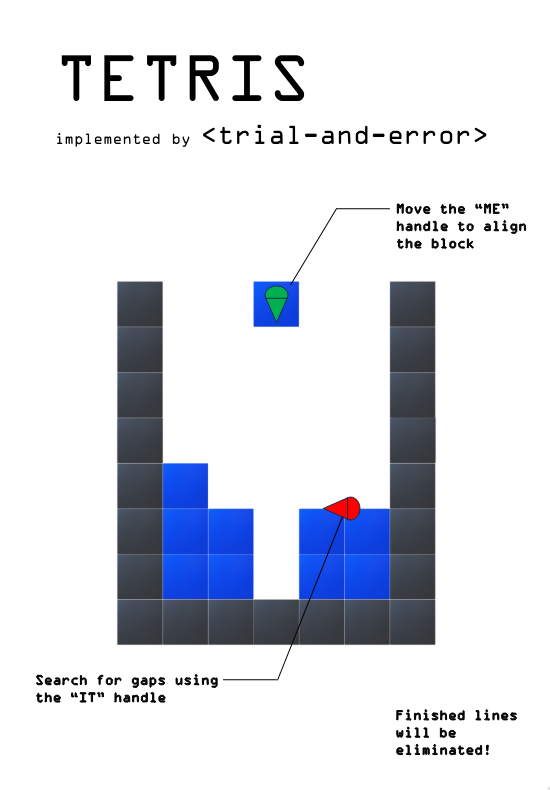 TETRIS
implemented by <trial-and-error>
Move the “ME”
handle to align
the block
Search for gaps using
the “IT” handle
Finished lines
will be
eliminated!